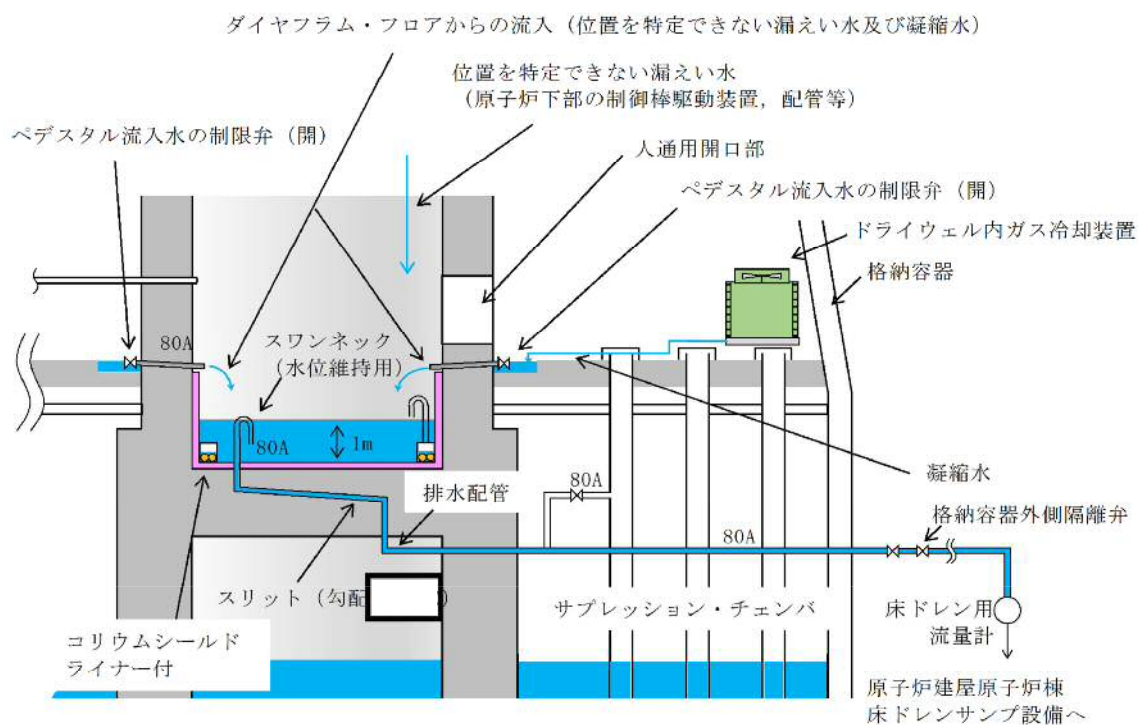 ダイヤフラム・フロアからの流入（位置を特定できない漏えい水及び凝縮水）
位置を特定できない漏えい水
（原子炉下部の制御棒駆動装置，配管等）
ペデスタル流入水の制限弁（開）
人通用開口部
ペデスタル流入水の制限弁（開）
ドライウェル内ガス冷却装置
格納容器
80A
スワンネック
（水位維持用）
80A
1m
凝縮水
80A
排水配管
格納容器外側隔離弁
80A
スリット（勾配
）
サプレッション・チェンバ
床ドレン用
流量計
コリウムシールド
ライナー付
原子炉建屋原子炉棟
床ドレンサンプ設備へ